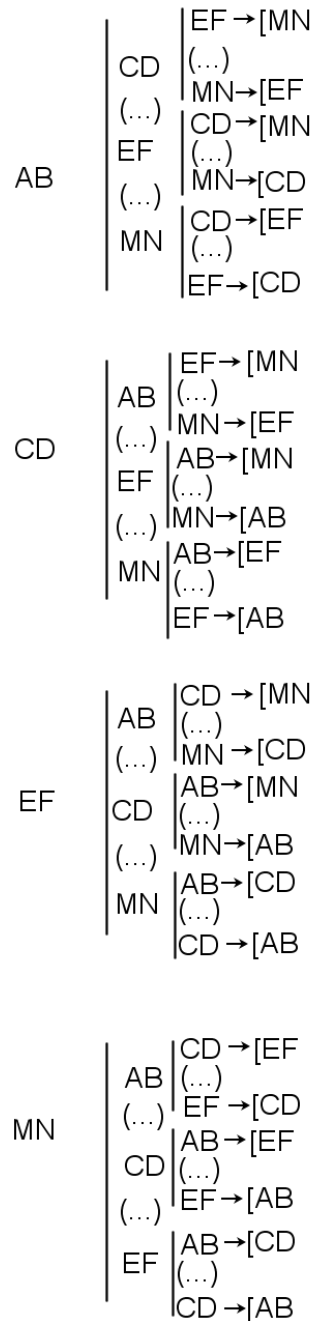 EF→[MN
CD (...)
(...) MN→[EF
CD→[MN
EF (...)
AB MN→[CD
(...) CD→[EF
MN (...)
EF→[CD
EF→[MN
AB (...)
(...) MN→[EF
CD AB→[MN
EF (...)
(...) MN→[AB
MN AB→[EF
(...)
EF→[AB
CD→[MN
AB (...)
(...) MN→[CD
AB→[MN
EF CD (...)
(...) MN→[AB
MN AB→[CD
(...)
CD→[AB
CD→[EF
AB (...)
(...) EF→[CD
MN AB→[EF
CD (...)
(...) EF→[AB
EF AB→[CD
(...)
CD→[AB